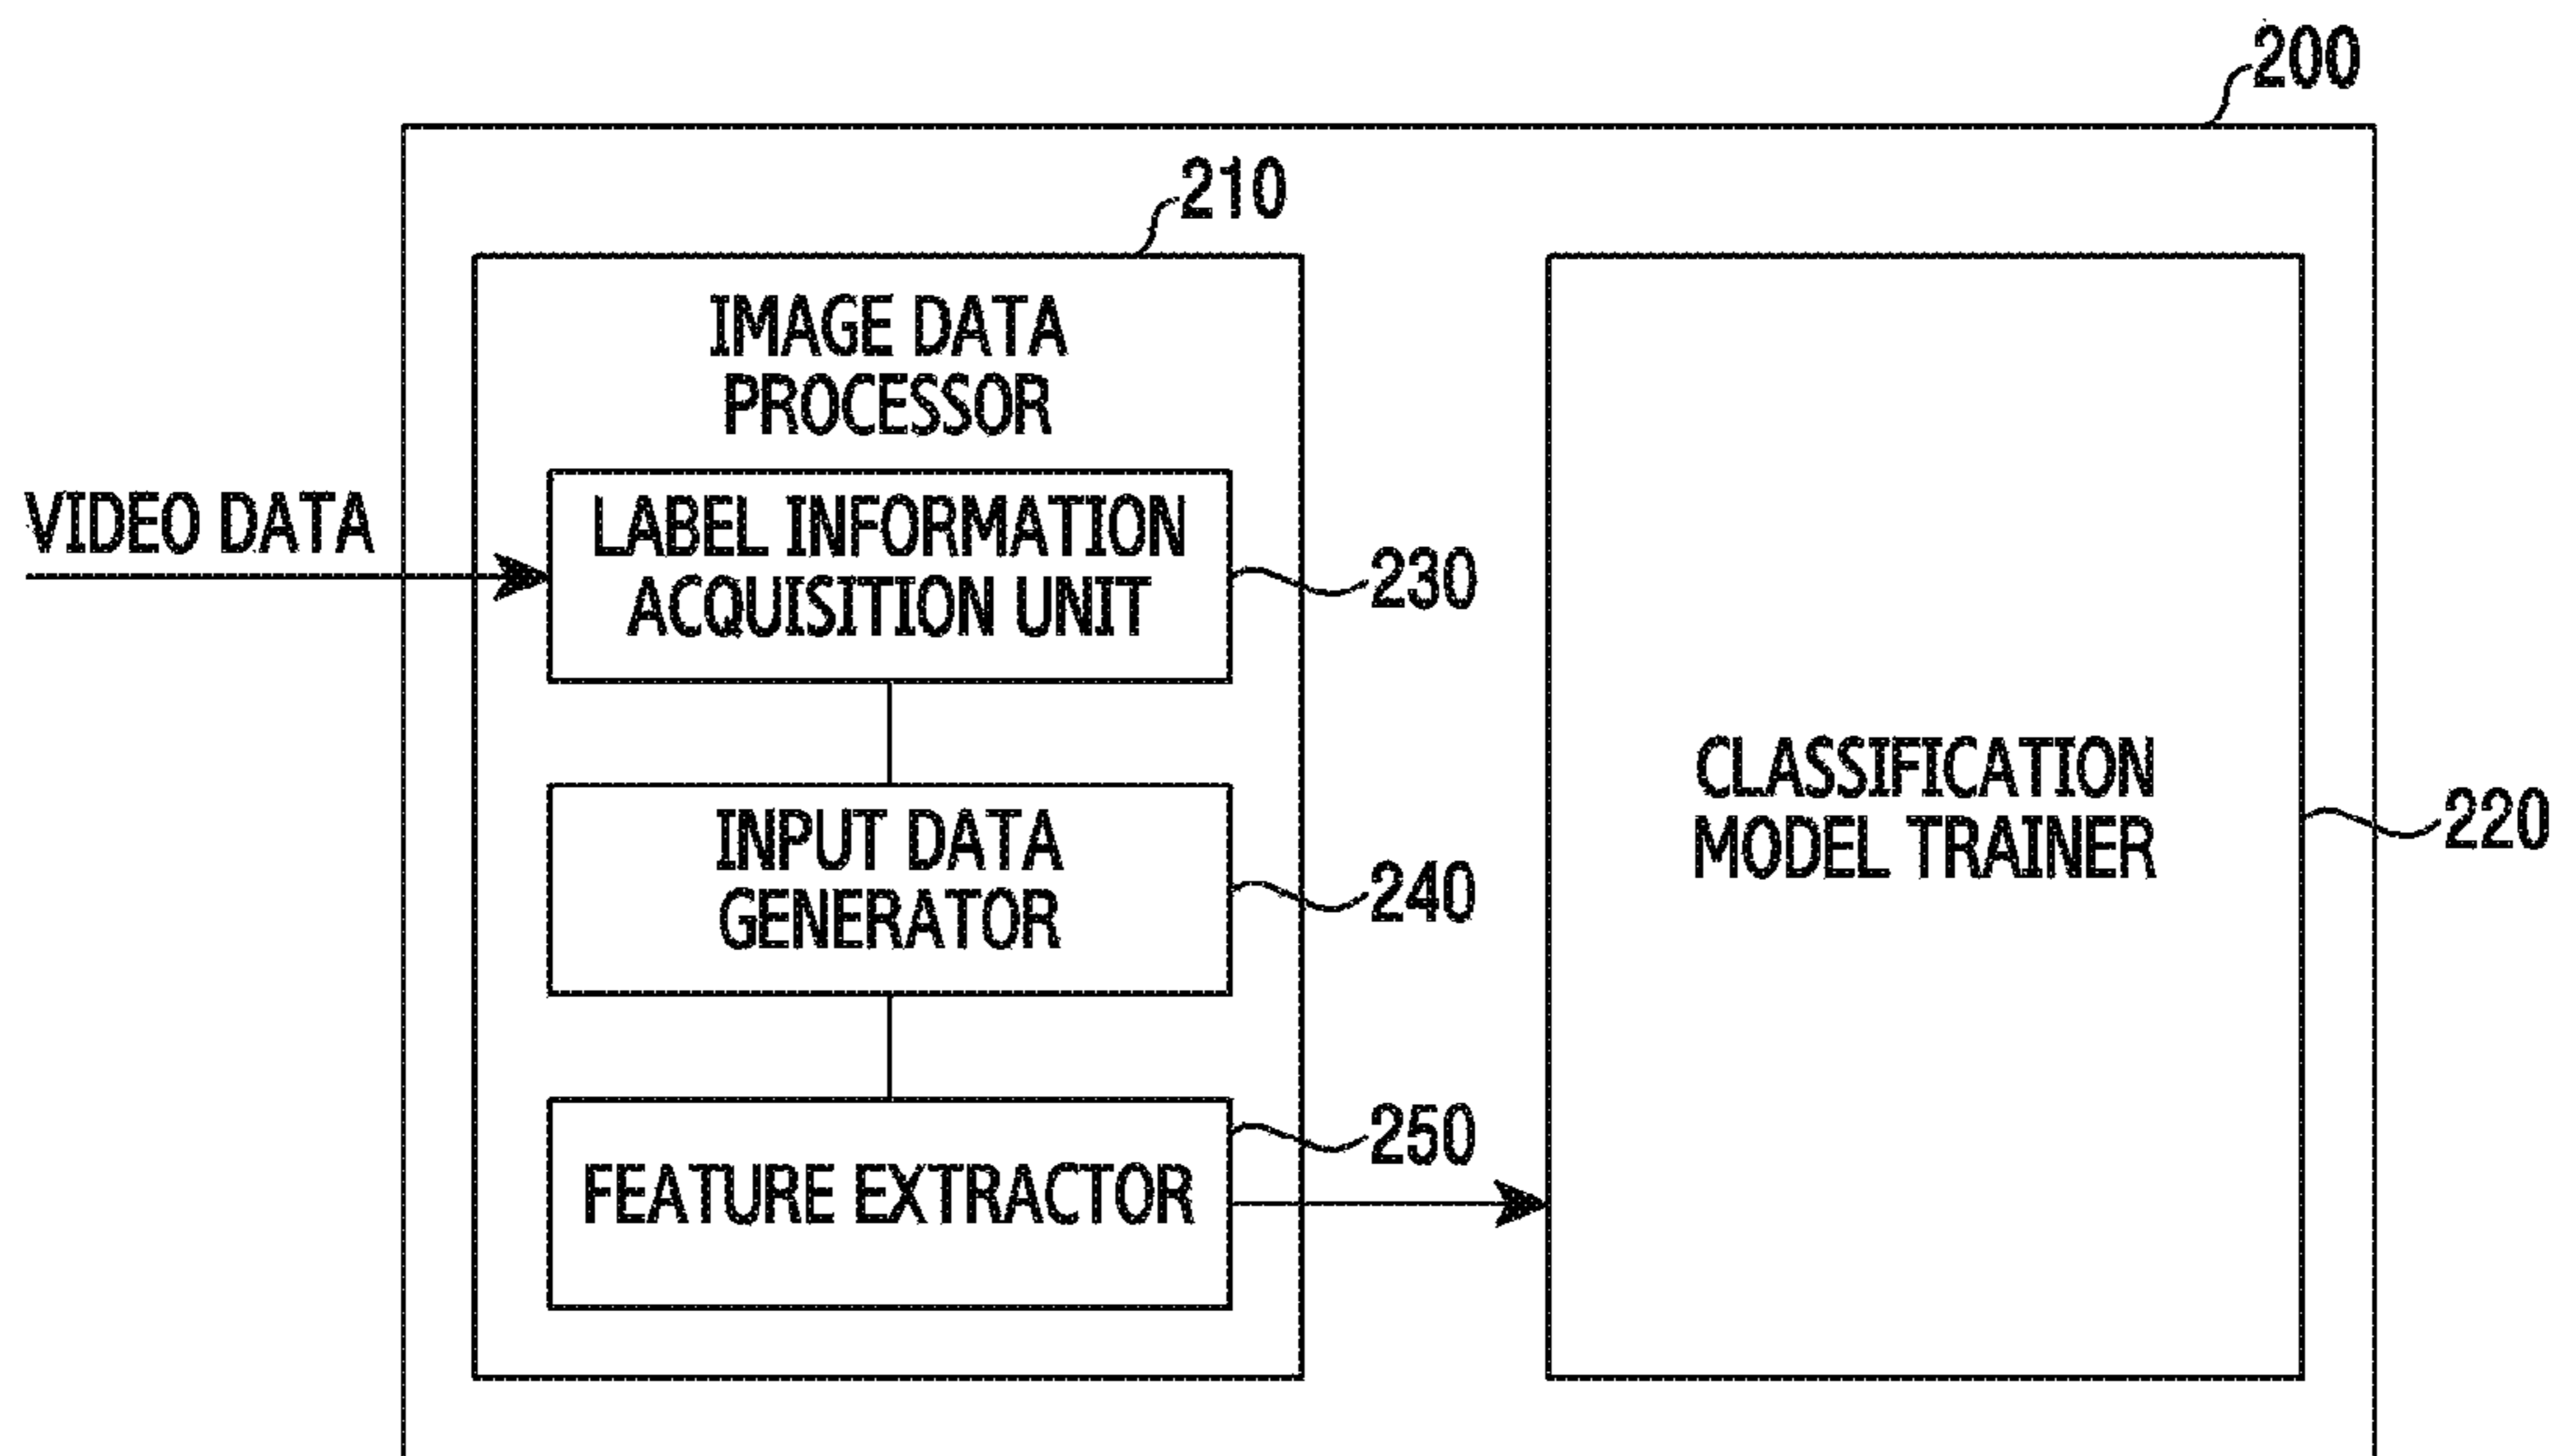 200
210
IMAGE DATA
PROCESSOR
VIDEO DATA
LABEL INFORMATION
ACQUISITION UNIT
230
INPUT DATA
GENERATOR
240
FEATURE EXTRACTOR
250
CLASSIFICATION
MODEL TRAINER
220